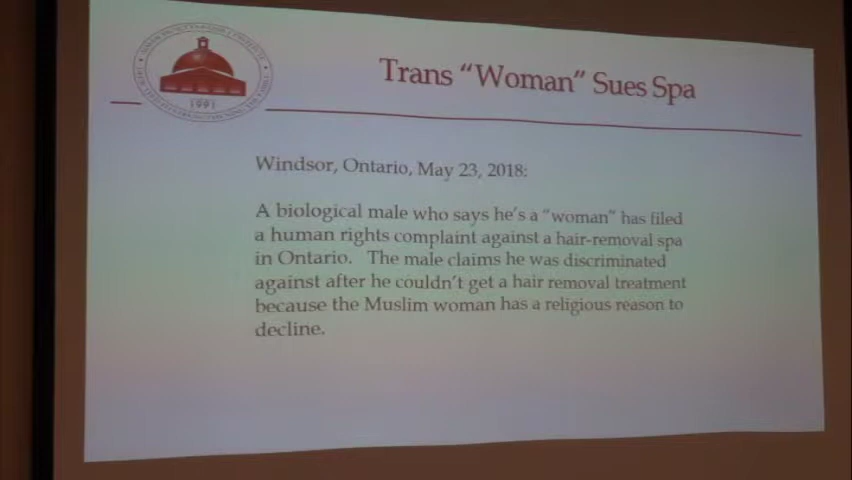 Trans “Woman” Sues Spa
1991
Windsor, Ontario, May 23, 2018:
A biological male who says he’s a “woman” has filed
a human rights complaint against a hair-removal spa
in Ontario. The male claims he was discriminated
against after he couldn’t get a hair removal treatment
because the Muslim woman has a religious reason to
decline.